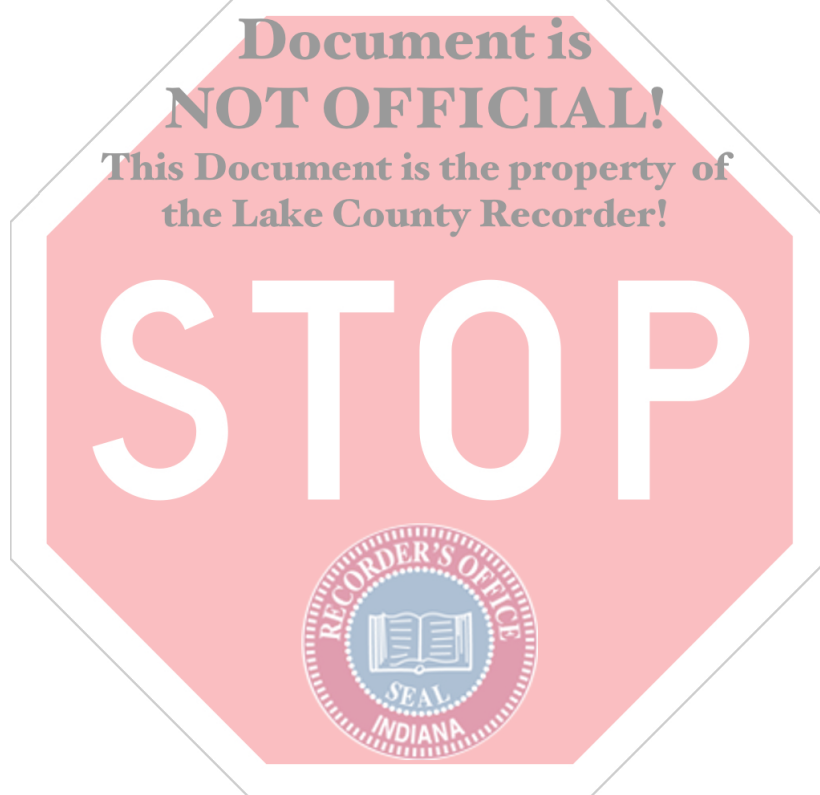 Document is
NOT OFFICIAL!
This Document is the property of
the Lake County Recorder!
STOP
RECORDER'S OFFICE
SEAL
INDIANA